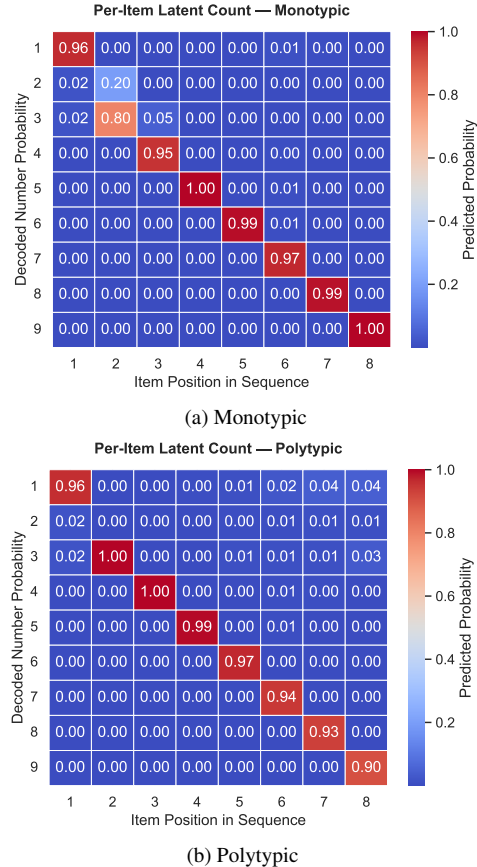 Per-Item Latent Count — Monotypic
1 0.96 0.00 0.00 0.00 0.00 0.01 0.00 0.00
2 0.02 0.20 0.00 0.00 0.00 0.00 0.00 0.00
3 0.02 0.80 0.05 0.00 0.00 0.00 0.00 0.00
4 0.00 0.00 0.95 0.00 0.00 0.00 0.00 0.00
5 0.00 0.00 0.00 1.00 0.00 0.01 0.00 0.00
6 0.00 0.00 0.00 0.00 0.99 0.01 0.00 0.00
7 0.00 0.00 0.00 0.00 0.00 0.97 0.00 0.00
8 0.00 0.00 0.00 0.00 0.00 0.00 0.99 0.00
9 0.00 0.00 0.00 0.00 0.00 0.00 0.00 1.00
1 2 3 4 5 6 7 8
Item Position in Sequence
Decoded Number Probability
1.0
0.8
0.6
0.4
0.2
Predicted Probability
(a) Monotypic
Per-Item Latent Count — Polytypic
1 0.96 0.00 0.00 0.00 0.01 0.02 0.04 0.04
2 0.02 0.00 0.00 0.00 0.00 0.01 0.01 0.01
3 0.02 1.00 0.00 0.00 0.01 0.01 0.01 0.03
4 0.00 0.00 1.00 0.00 0.00 0.01 0.00 0.00
5 0.00 0.00 0.00 0.99 0.00 0.01 0.00 0.00
6 0.00 0.00 0.00 0.00 0.97 0.00 0.00 0.00
7 0.00 0.00 0.00 0.00 0.00 0.94 0.00 0.00
8 0.00 0.00 0.00 0.00 0.00 0.00 0.93 0.00
9 0.00 0.00 0.00 0.00 0.00 0.00 0.00 0.90
1 2 3 4 5 6 7 8
Item Position in Sequence
Decoded Number Probability
1.0
0.8
0.6
0.4
0.2
Predicted Probability
(b) Polytypic